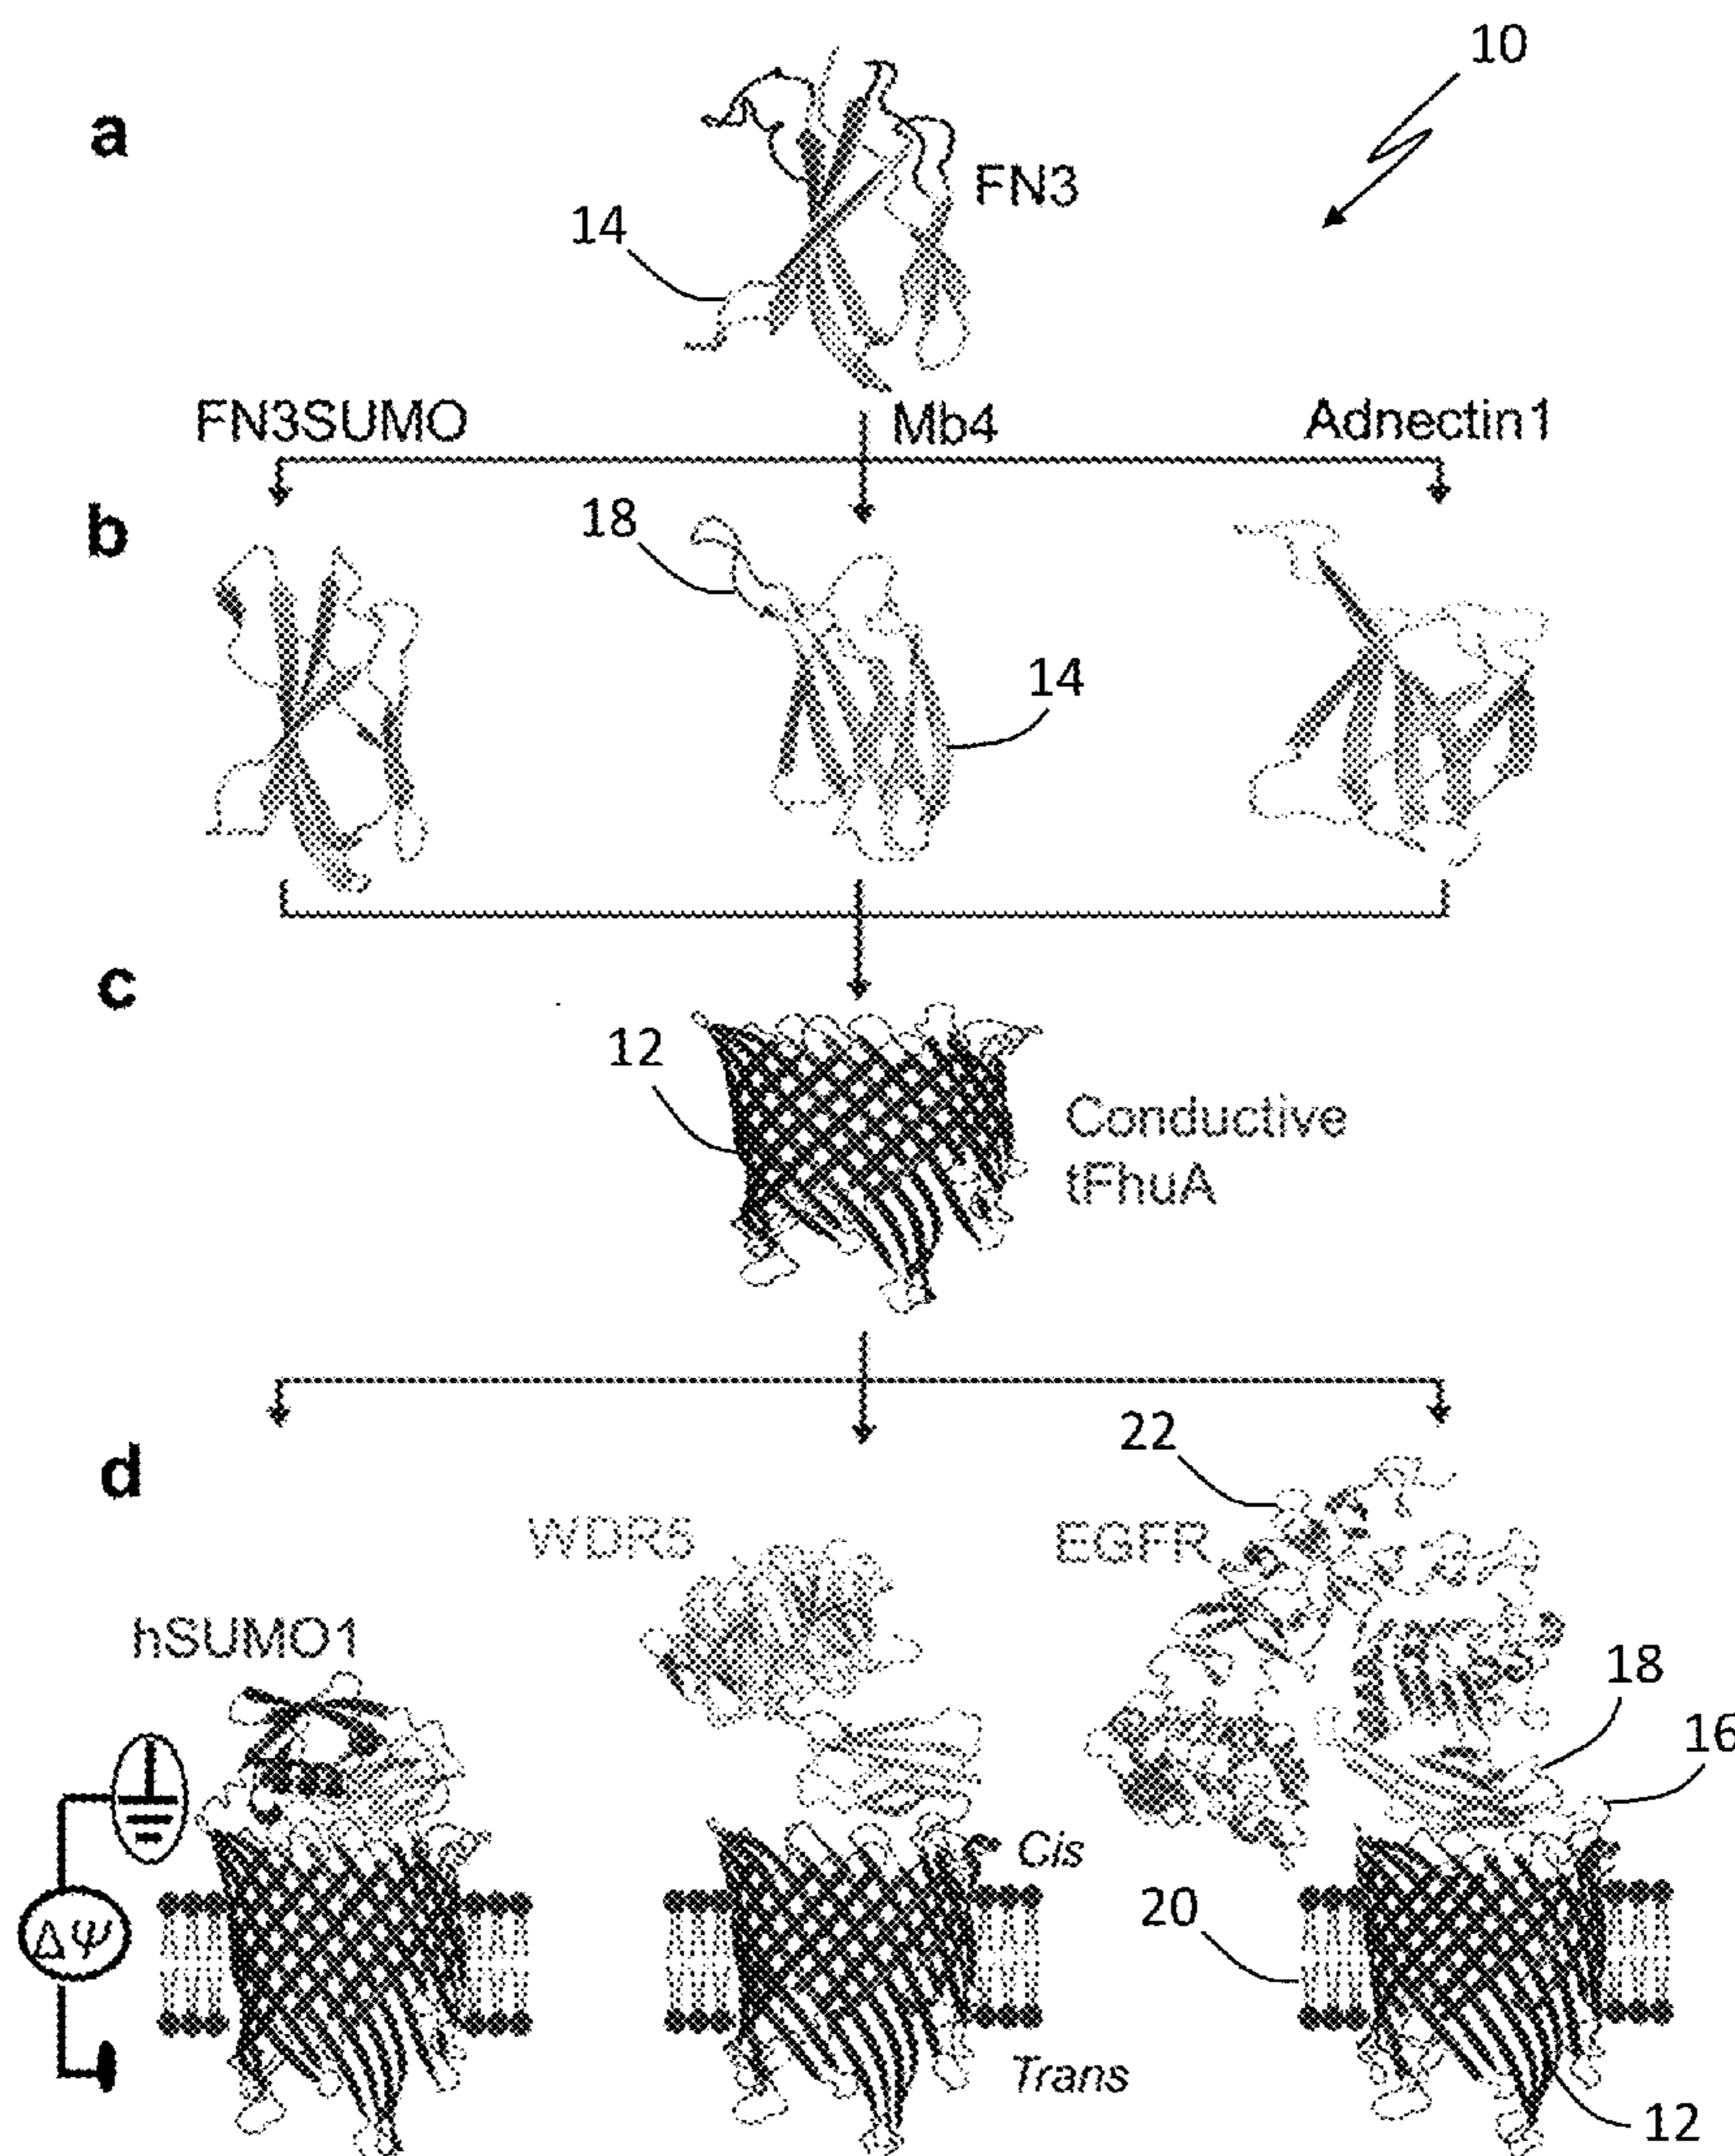 10
a
FN3
14
FN3SUMO
Mb4
Adnectin1
b
18
14
c
12
Conductive
tFhuA
d
22
WDR5
EGFR
hSUMO1
18
16
Cis
20
ΔΨ
Trans
12